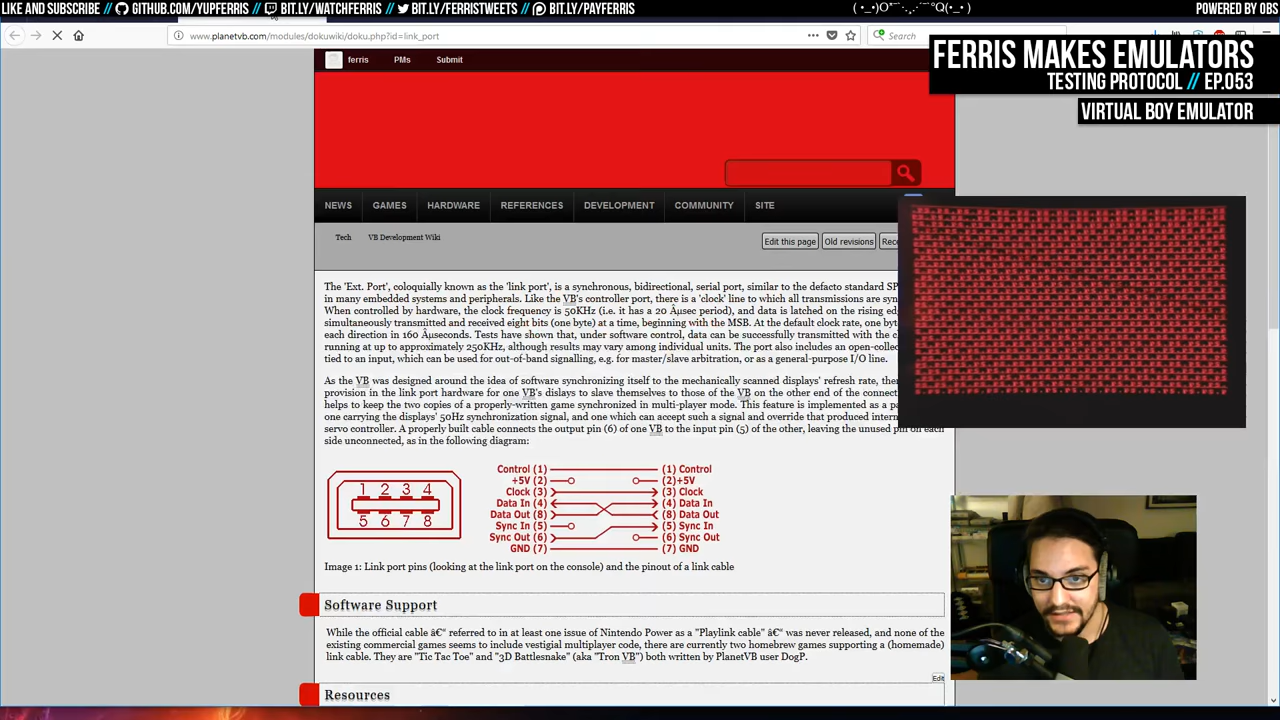 LIKE AND SUBSCRIBE // GITHUB.COM/YUPFERRIS // BIT.LY/WATCHFERRIS // BIT.LY/FERRISTWEETS // BIT.LY/PAYFERRIS
POWERED BY OBS
www.planetvb.com/modules/dokuwiki/doku.php?id=link_port
Search
FERRIS MAKES EMULATORS
TESTING PROTOCOL // EP.053
VIRTUAL BOY EMULATOR
ferris PMs Submit
NEWS GAMES HARDWARE REFERENCES DEVELOPMENT COMMUNITY SITE
Tech VB Development Wiki
Edit this page Old revisions Rece
The 'Ext. Port', coloquially known as the 'link port', is a synchronous, bidirectional, serial port, similar to the defacto standard SP
in many embedded systems and peripherals. Like the VB's controller port, there is a 'clock' line to which all transmissions are syn
When controlled by hardware, the clock frequency is 50KHz (i.e. it has a 20 Âµsec period), and data is latched on the rising edg
simultaneously transmitted and received eight bits (one byte) at a time, beginning with the MSB. At the default clock rate, one byt
each direction in 160 Âµseconds. Tests have shown that, under software control, data can be successfully transmitted with the cl
running at up to approximately 250KHz, although results may vary among individual units. The port also includes an open-collec
tied to an input, which can be used for out-of-band signalling, e.g. for master/slave arbitration, or as a general-purpose I/O line.
As the VB was designed around the idea of software synchronizing itself to the mechanically scanned displays' refresh rate, ther
provision in the link port hardware for one VB's dislays to slave themselves to those of the VB on the other end of the connect
helps to keep the two copies of a properly-written game synchronized in multi-player mode. This feature is implemented as a pa
one carrying the displays' 50Hz synchronization signal, and one which can accept such a signal and override that produced intern
servo controller. A properly built cable connects the output pin (6) of one VB to the input pin (5) of the other, leaving the unused pin on each
side unconnected, as in the following diagram:
1 2 3 4
5 6 7 8
Control (1) (1) Control
+5V (2) (2)+5V
Clock (3) (3) Clock
Data In (4) (4) Data In
Data Out (8) (8) Data Out
Sync In (5) (5) Sync In
Sync Out (6) (6) Sync Out
GND (7) (7) GND
Image 1: Link port pins (looking at the link port on the console) and the pinout of a link cable
Software Support
While the official cable â€“ referred to in at least one issue of Nintendo Power as a "Playlink cable" â€“ was never released, and none of the
existing commercial games seems to include vestigial multiplayer code, there are currently two homebrew games supporting a (homemade)
link cable. They are "Tic Tac Toe" and "3D Battlesnake" (aka "Tron VB") both written by PlanetVB user DogP.
Edit
Resources